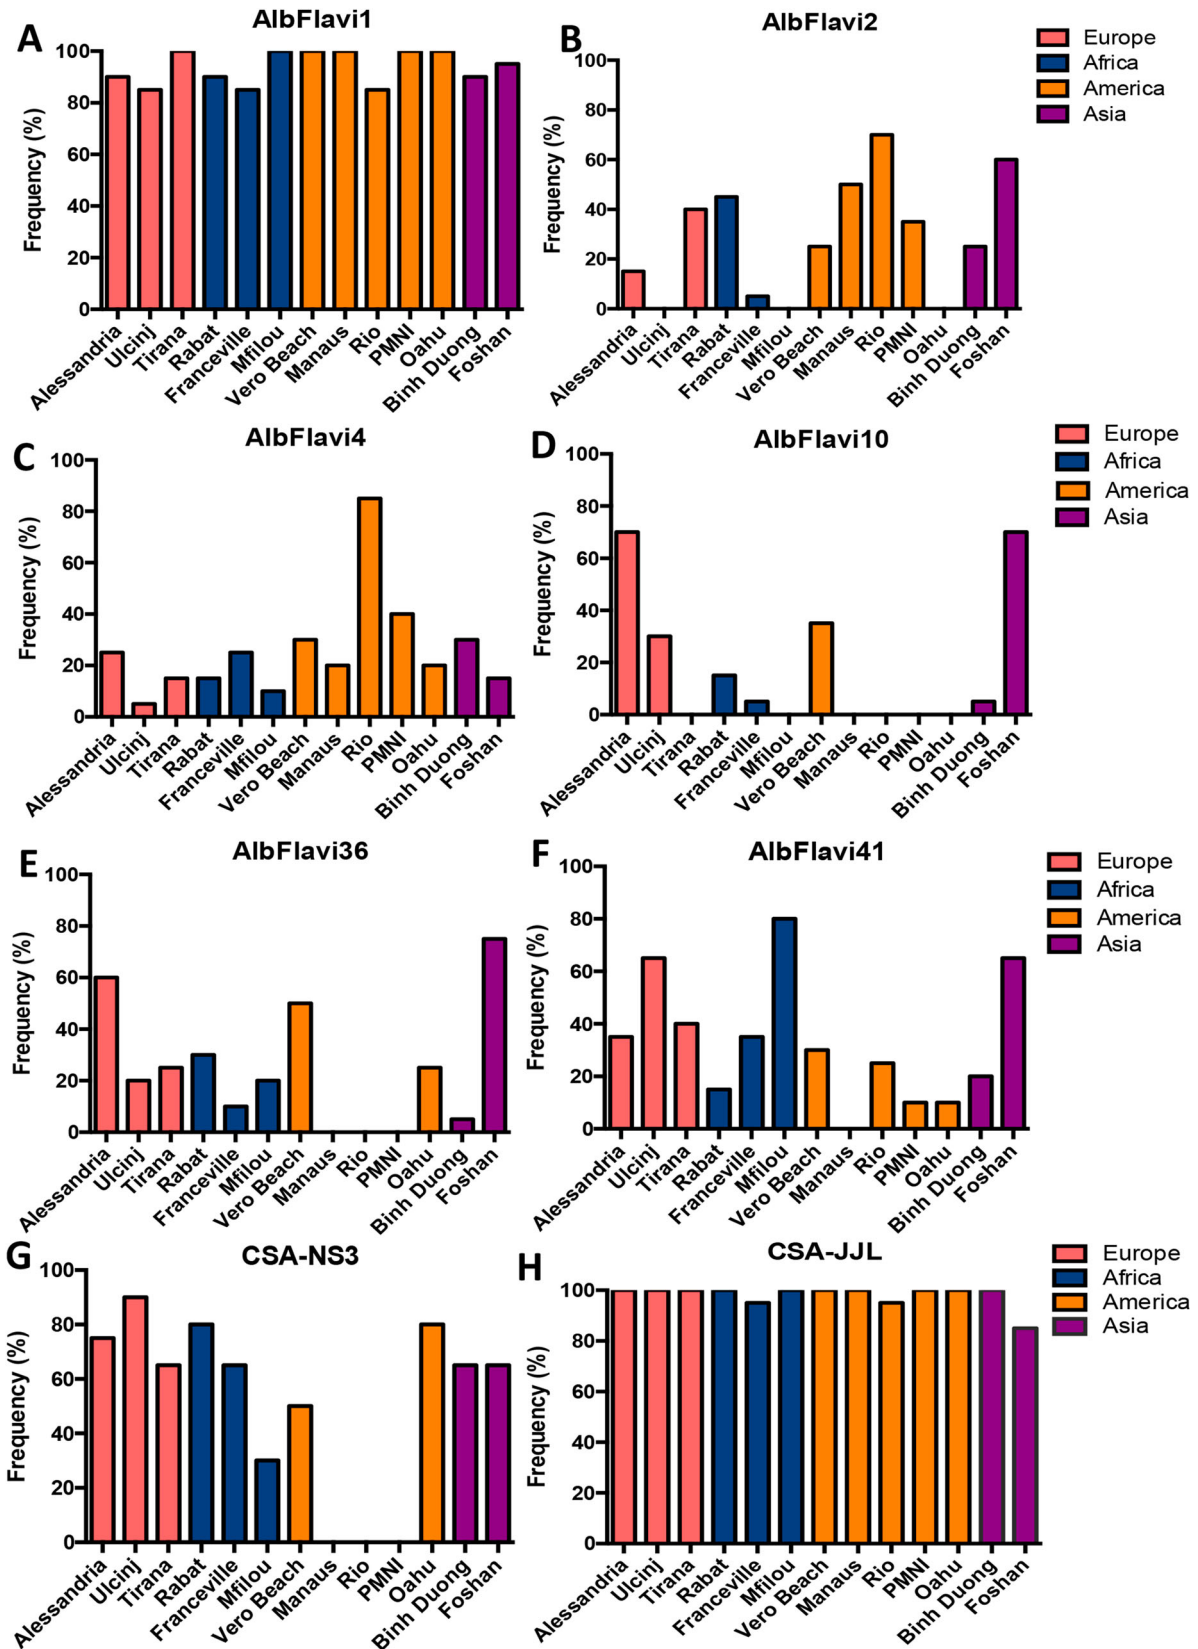 A
AlbFlavi1
Frequency (%)
100
80
60
40
20
0
Alessandria
Ulcinj
Tirana
Rabat
Franceville
Mfilou
Vero Beach
Manaus
Rio
PMNI
Oahu
Binh Duong
Foshan
B
AlbFlavi2
Frequency (%)
100
80
60
40
20
0
Alessandria
Ulcinj
Tirana
Rabat
Franceville
Mfilou
Vero Beach
Manaus
Rio
PMNI
Oahu
Binh Duong
Foshan
Europe
Africa
America
Asia
C
AlbFlavi4
Frequency (%)
100
80
60
40
20
0
Alessandria
Ulcinj
Tirana
Rabat
Franceville
Mfilou
Vero Beach
Manaus
Rio
PMNI
Oahu
Binh Duong
Foshan
D
AlbFlavi10
Frequency (%)
100
80
60
40
20
0
Alessandria
Ulcinj
Tirana
Rabat
Franceville
Mfilou
Vero Beach
Manaus
Rio
PMNI
Oahu
Binh Duong
Foshan
Europe
Africa
America
Asia
E
AlbFlavi36
Frequency (%)
100
80
60
40
20
0
Alessandria
Ulcinj
Tirana
Rabat
Franceville
Mfilou
Vero Beach
Manaus
Rio
PMNI
Oahu
Binh Duong
Foshan
F
AlbFlavi41
Frequency (%)
100
80
60
40
20
0
Alessandria
Ulcinj
Tirana
Rabat
Franceville
Mfilou
Vero Beach
Manaus
Rio
PMNI
Oahu
Binh Duong
Foshan
Europe
Africa
America
Asia
G
CSA-NS3
Frequency (%)
100
80
60
40
20
0
Alessandria
Ulcinj
Tirana
Rabat
Franceville
Mfilou
Vero Beach
Manaus
Rio
PMNI
Oahu
Binh Duong
Foshan
H
CSA-JJL
Frequency (%)
100
80
60
40
20
0
Alessandria
Ulcinj
Tirana
Rabat
Franceville
Mfilou
Vero Beach
Manaus
Rio
PMNI
Oahu
Binh Duong
Foshan
Europe
Africa
America
Asia